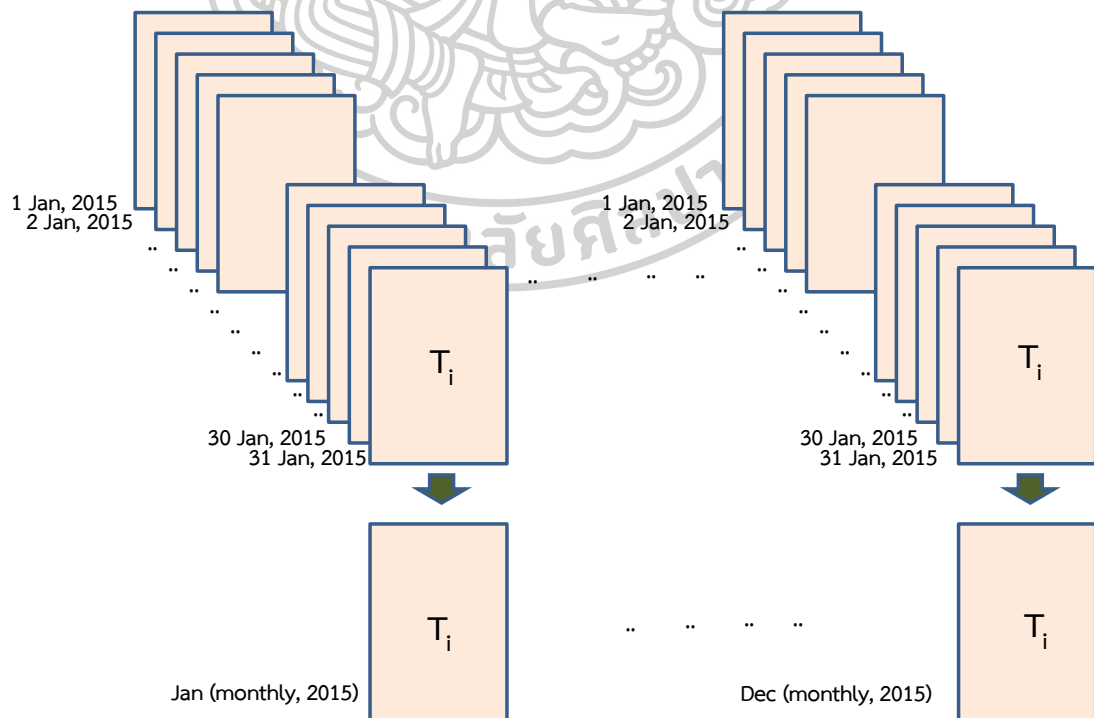 1 Jan, 2015
2 Jan, 2015
..
..
..
..
..
..
..
..
..
30 Jan, 2015
31 Jan, 2015
Tᵢ
.. .. .. ..
1 Jan, 2015
2 Jan, 2015
..
..
..
..
..
..
..
..
..
30 Jan, 2015
31 Jan, 2015
Tᵢ
Tᵢ
Jan (monthly, 2015)
.. .. .. ..
Tᵢ
Dec (monthly, 2015)